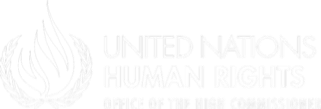 UNITED NATIONS
HUMAN RIGHTS
OFFICE OF THE HIGH COMMISSIONER